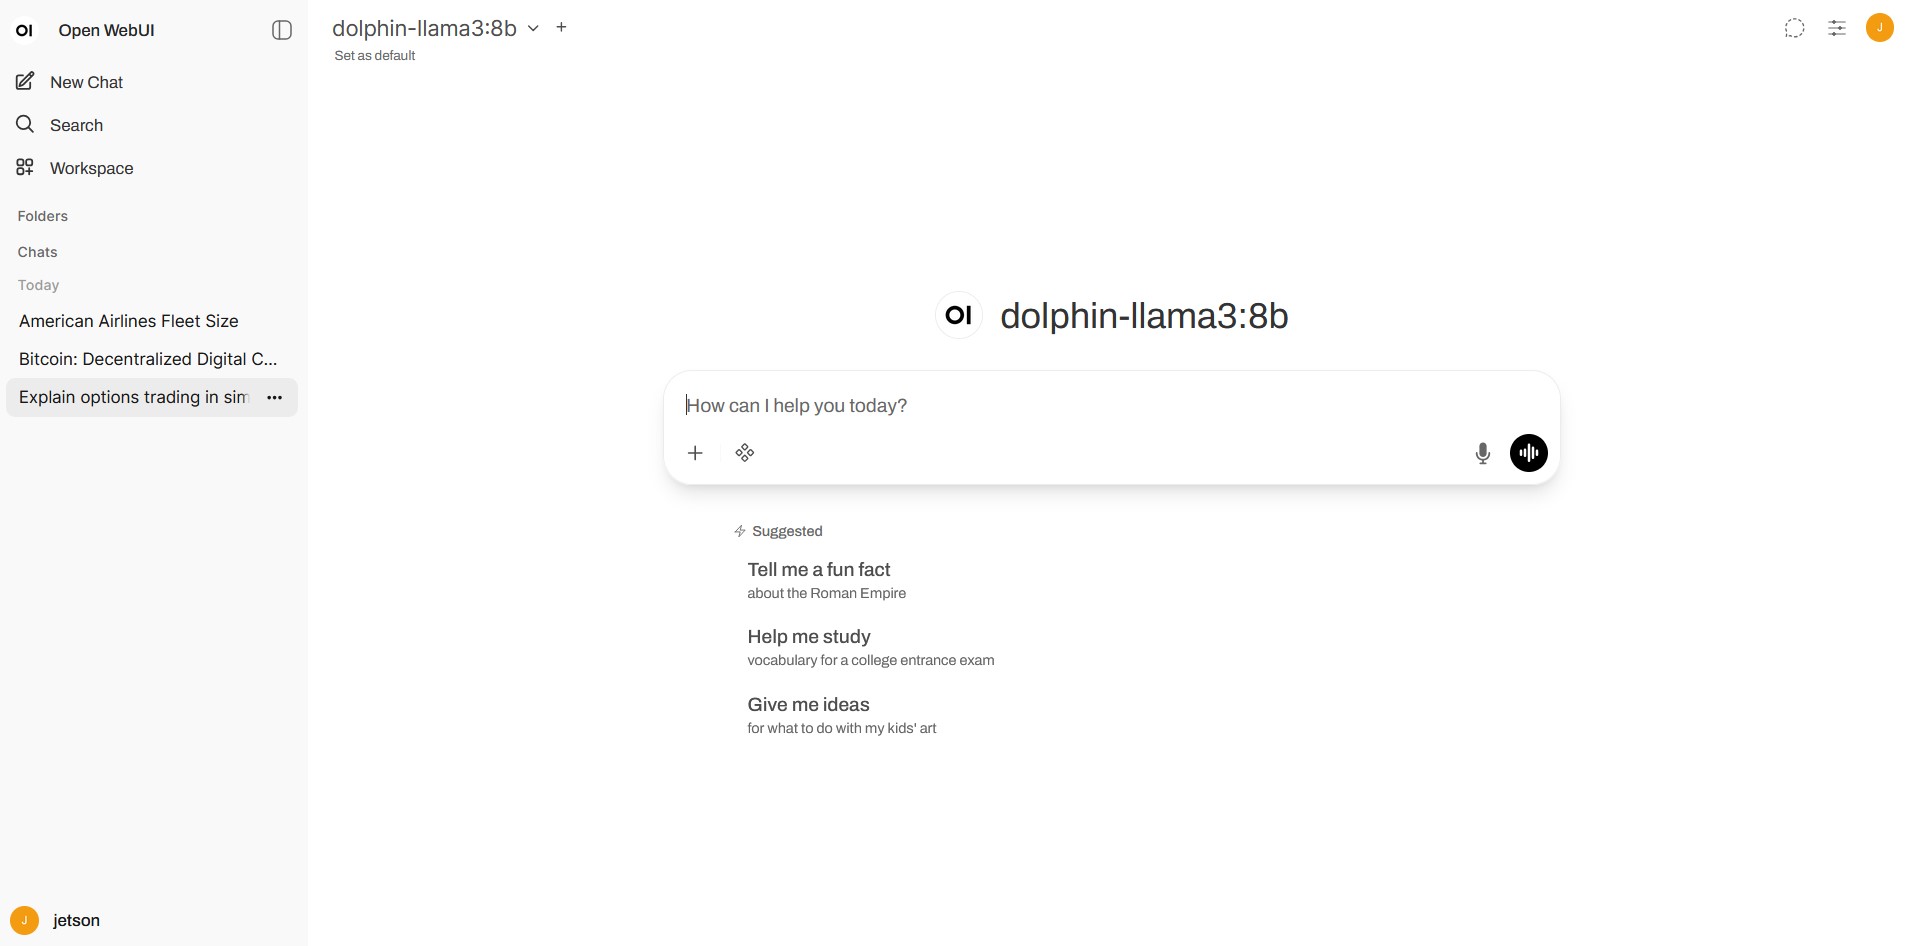 OI Open WebUI
New Chat
Search
Workspace
Folders
Chats
Today
American Airlines Fleet Size
Bitcoin: Decentralized Digital C...
Explain options trading in sim
J jetson
dolphin-llama3:8b
Set as default
J
OI dolphin-llama3:8b
How can I help you today?
Suggested
Tell me a fun fact
about the Roman Empire
Help me study
vocabulary for a college entrance exam
Give me ideas
for what to do with my kids' art